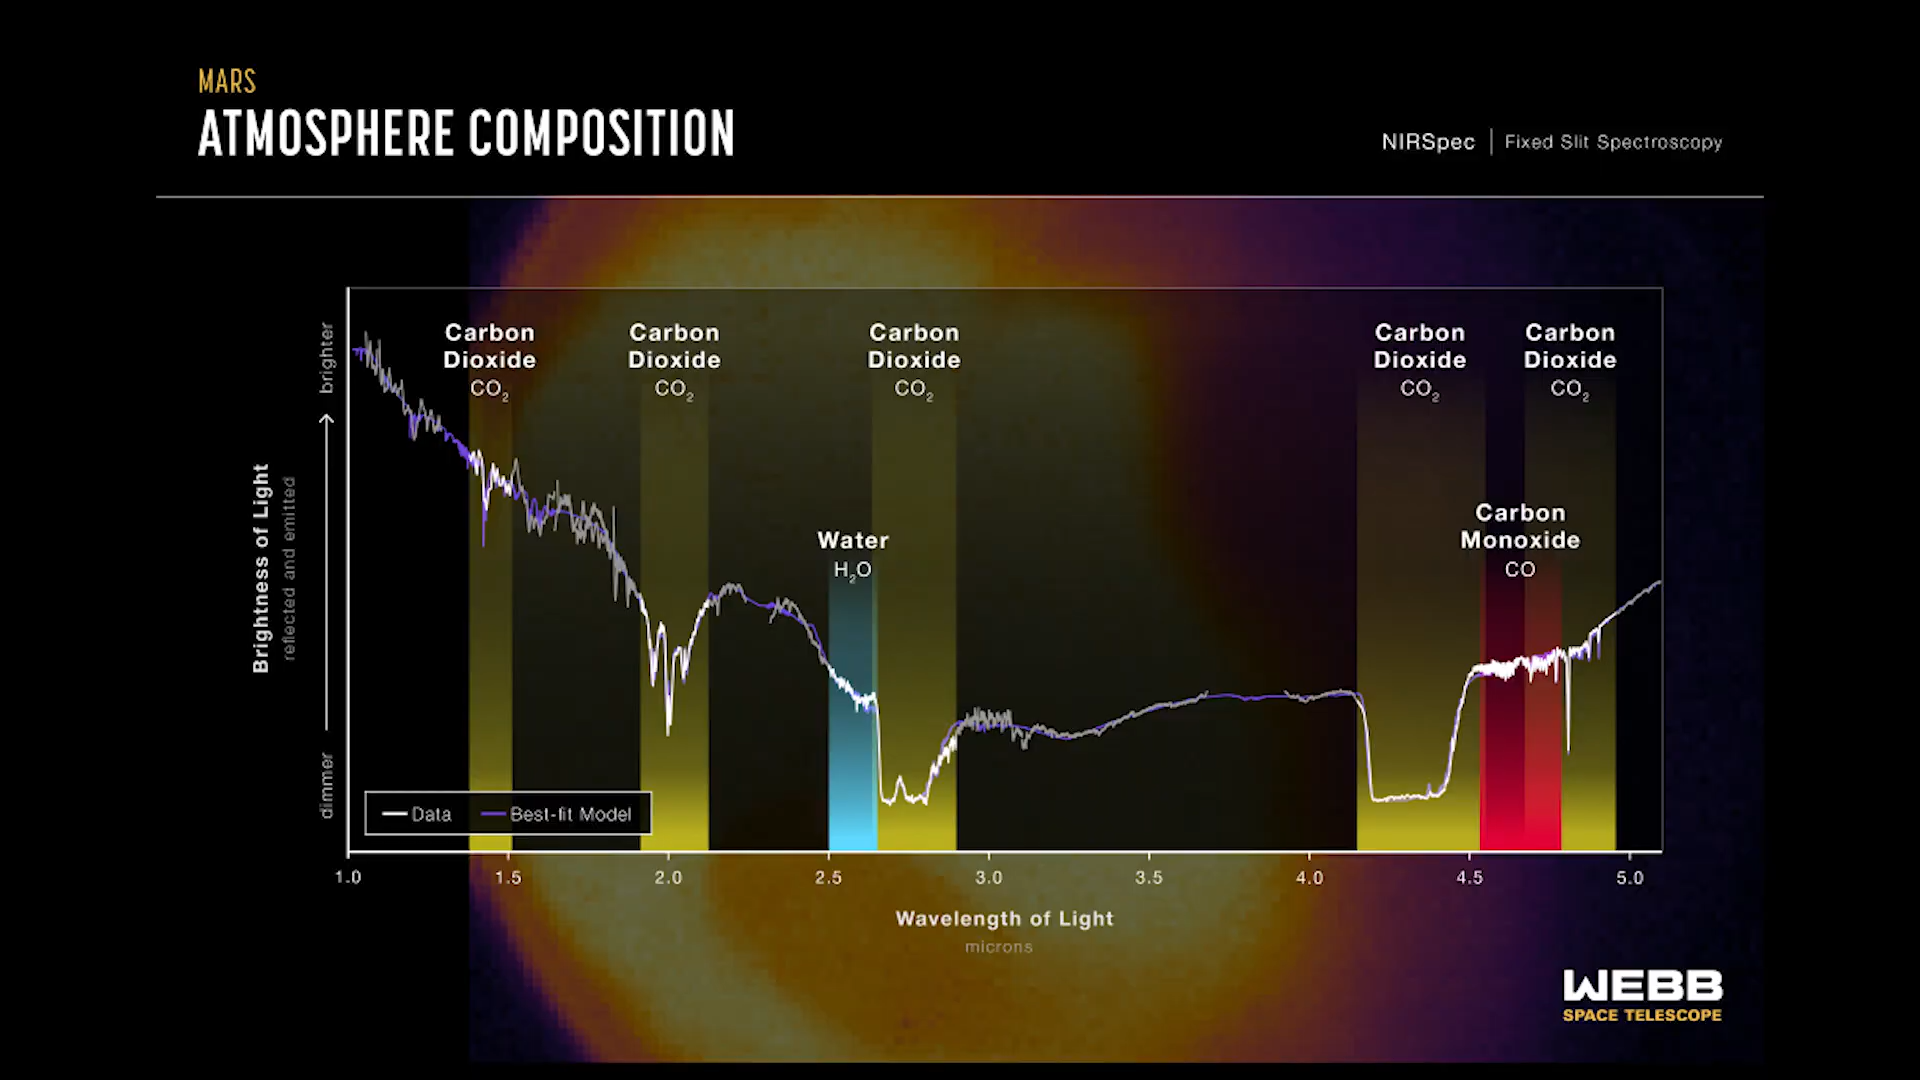 MARS
ATMOSPHERE COMPOSITION
NIRSpec | Fixed Slit Spectroscopy
Carbon
Dioxide
CO₂
Carbon
Dioxide
CO₂
Carbon
Dioxide
CO₂
Carbon
Dioxide
CO₂
Carbon
Dioxide
CO₂
Water
H₂O
Carbon
Monoxide
CO
brighter
dimmer
Brightness of Light
reflected and emitted
Data
Best-fit Model
1.0 1.5 2.0 2.5 3.0 3.5 4.0 4.5 5.0
Wavelength of Light
microns
WEBB
SPACE TELESCOPE